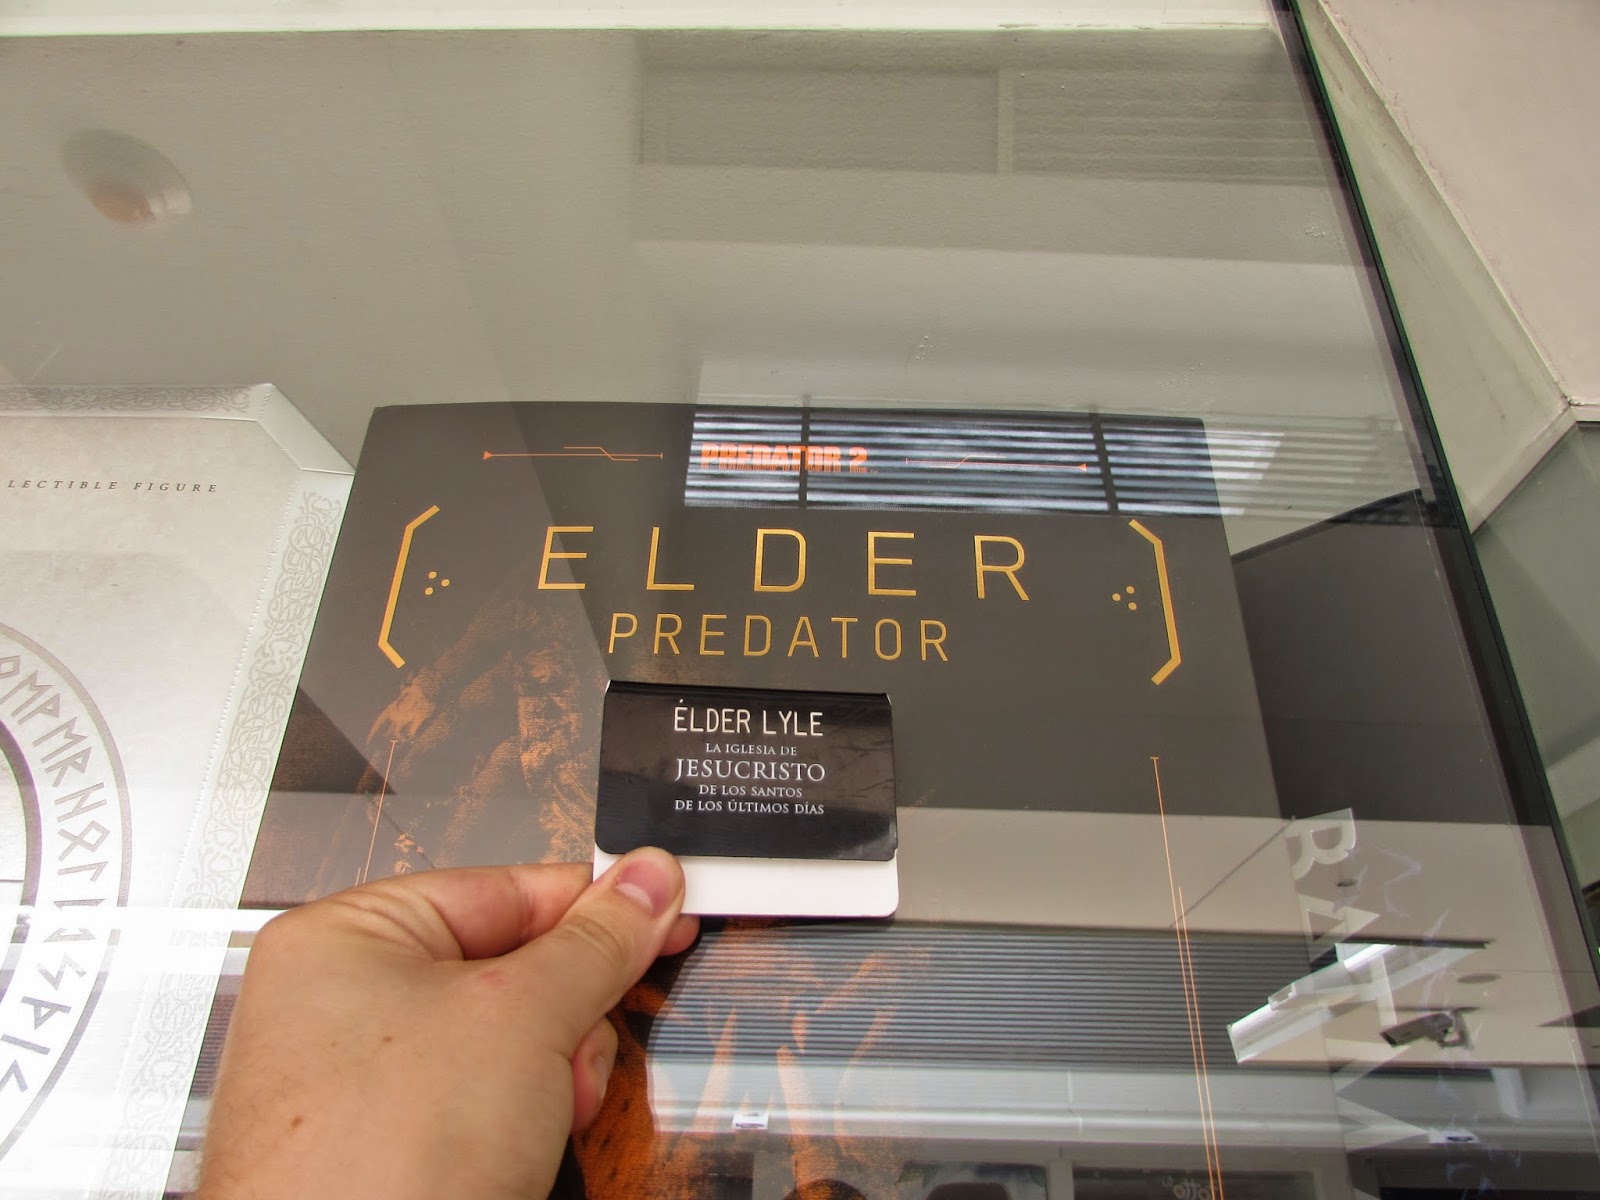 LECTIBLE FIGURE
PREDATOR 2
ELDER
PREDATOR
ÉLDER LYLE
LA IGLESIA DE
JESUCRISTO
DE LOS SANTOS
DE LOS ÚLTIMOS DÍAS